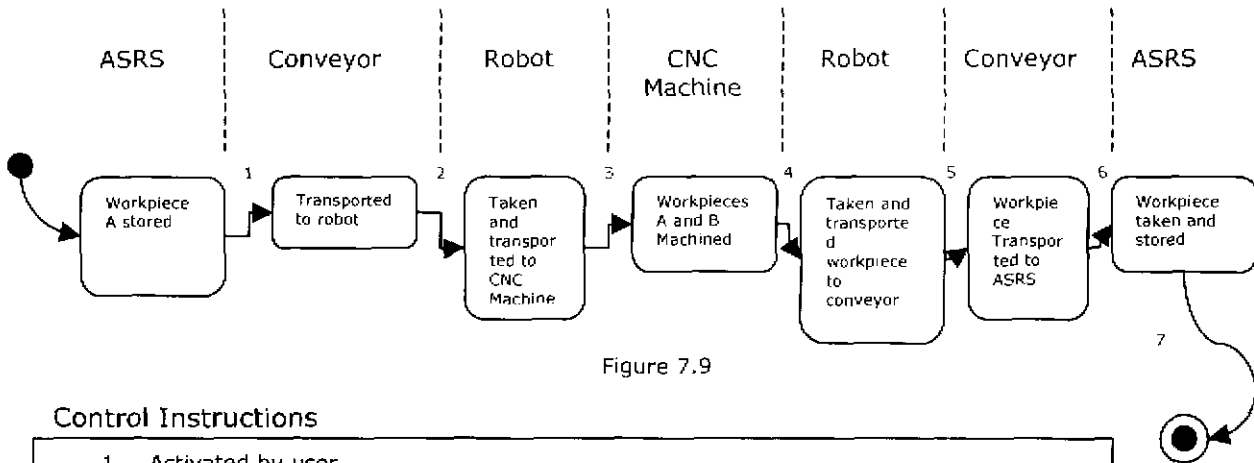 ASRS
Conveyor
Robot
CNC
Machine
Robot
Conveyor
ASRS
Workpiece
A stored
1
Transported
to robot
2
Taken
and
transpor
ted to
CNC
Machine
3
Workpieces
A and B
Machined
4
Taken and
transporte
d
workpiece
to
conveyor
5
Workpie
ce
Transpor
ted to
ASRS
6
Workpiece
taken and
stored
7
Figure 7.9
Control Instructions
1 Activated by user